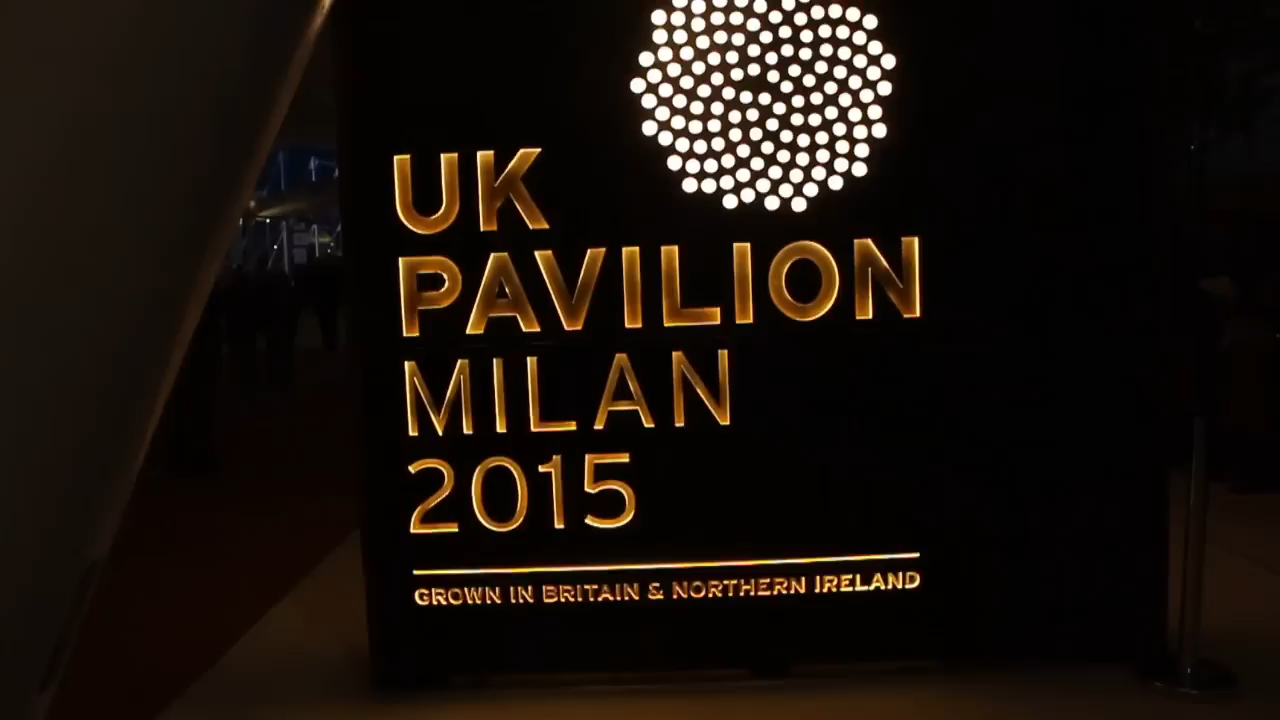 UK
PAVILION
MILAN
2015
GROWN IN BRITAIN & NORTHERN IRELAND